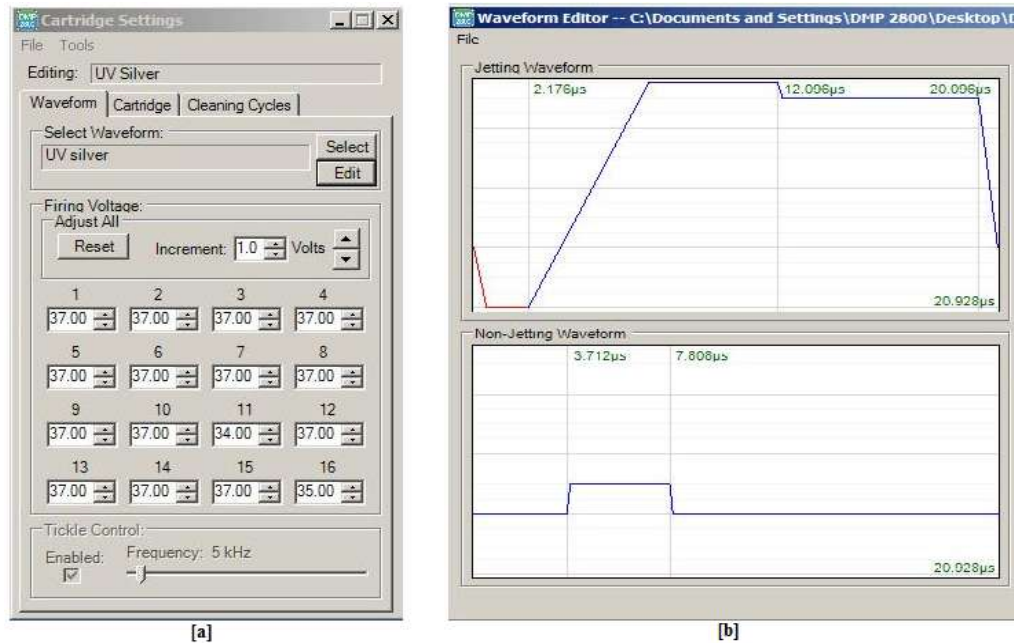 Cartridge Settings
File Tools
Editing: UV Silver
Waveform Cartridge Cleaning Cycles
Select Waveform:
UV silver
Select
Edit
Firing Voltage:
Adjust All
Reset Increment: 1.0 Volts
1 2 3 4
37.00 37.00 37.00 37.00
5 6 7 8
37.00 37.00 37.00 37.00
9 10 11 12
37.00 37.00 34.00 37.00
13 14 15 16
37.00 37.00 37.00 35.00
Tickle Control:
Enabled: Frequency: 5 kHz
[a]
Waveform Editor -- C:\Documents and Settings\DMP 2800\Desktop\
File
Jetting Waveform
2.176µs 12.096µs 20.096µs
20.928µs
Non-Jetting Waveform
3.712µs 7.808µs
20.928µs
[b]